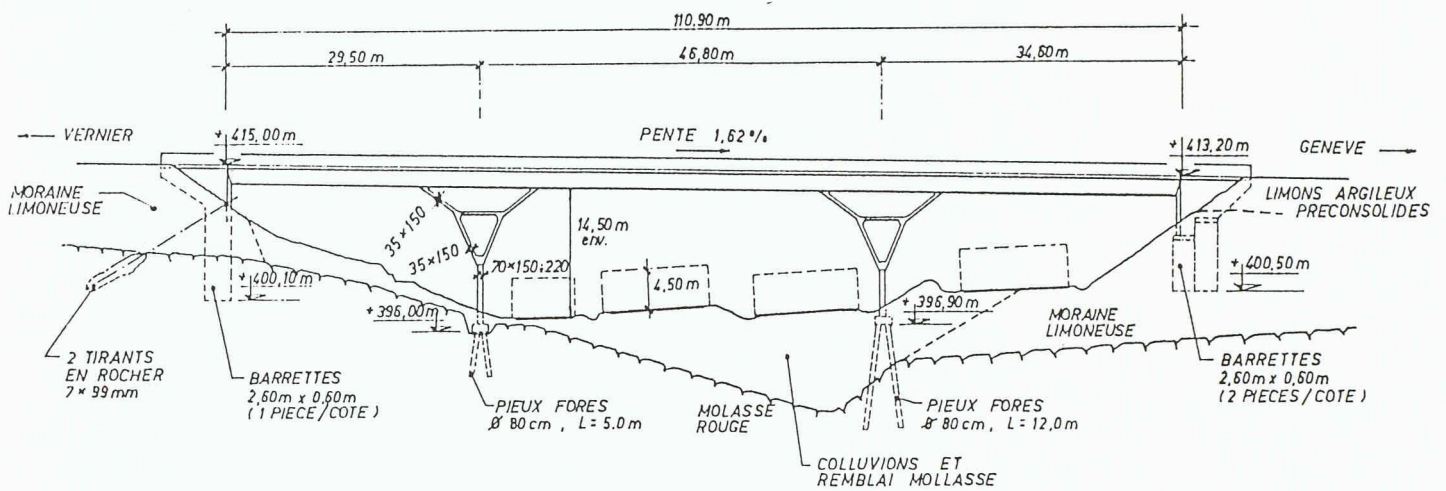 110,90 m
29,50 m
46,80 m
34,60 m
VERNIER
+ 415,00 m
PENTE 1,62 %
+ 413,20 m
GENEVE
MORAINE
LIMONEUSE
LIMONS ARGILEUX
PRECONSOLIDES
35 × 150
14,50 m
env.
35 × 150
70×150÷220
4,50 m
+ 400,10 m
+ 400,50 m
+ 396,00 m
+ 396,90 m
MORAINE
LIMONEUSE
2 TIRANTS
EN ROCHER
7 × 99 mm
BARRETTES
2,60 m x 0,60 m
( 1 PIECE / COTE )
PIEUX FORES
Ø 80 cm , L = 5.0 m
MOLASSE
ROUGE
PIEUX FORES
Ø 80 cm , L = 12,0 m
BARRETTES
2,60 m x 0,60 m
( 2 PIECES / COTE )
COLLUVIONS ET
REMBLAI MOLLASSE